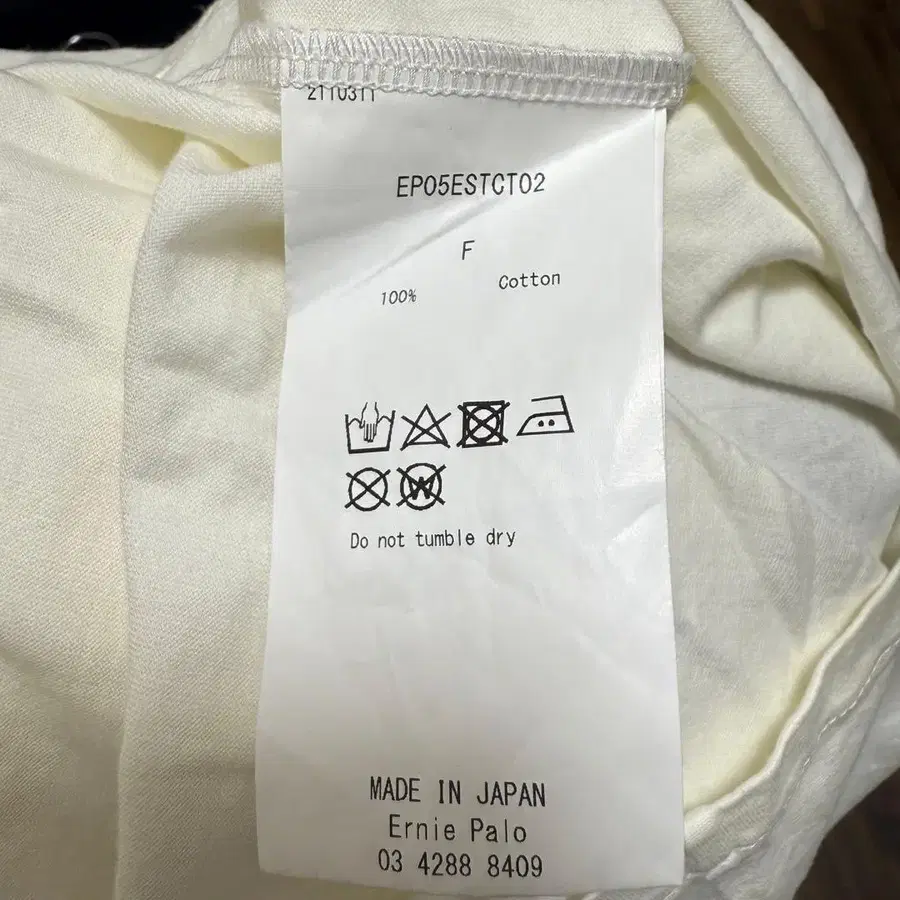 2110311
EP05ESTCT02
F
100% Cotton
W
Do not tumble dry
MADE IN JAPAN
Ernie Palo
03 4288 8409